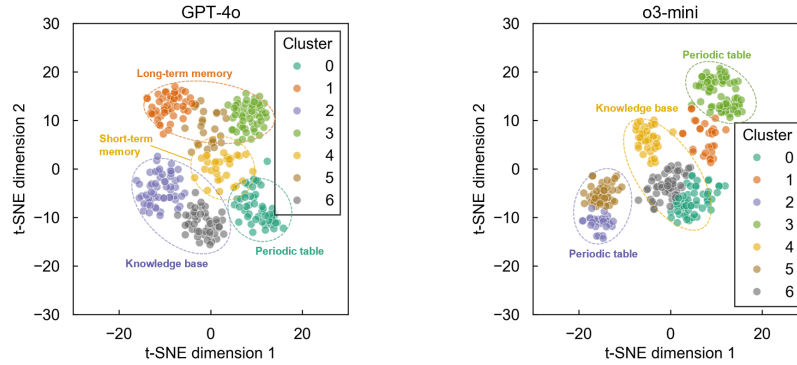 GPT-4o
30
20
10
0
−10
−20
−30
−20
0
20
t-SNE dimension 1
t-SNE dimension 2
Long-term memory
Short-term
memory
Knowledge base
Periodic table
Cluster
0
1
2
3
4
5
6
o3-mini
30
20
10
0
−10
−20
−30
−20
0
20
t-SNE dimension 1
t-SNE dimension 2
Periodic table
Knowledge base
Periodic table
Cluster
0
1
2
3
4
5
6